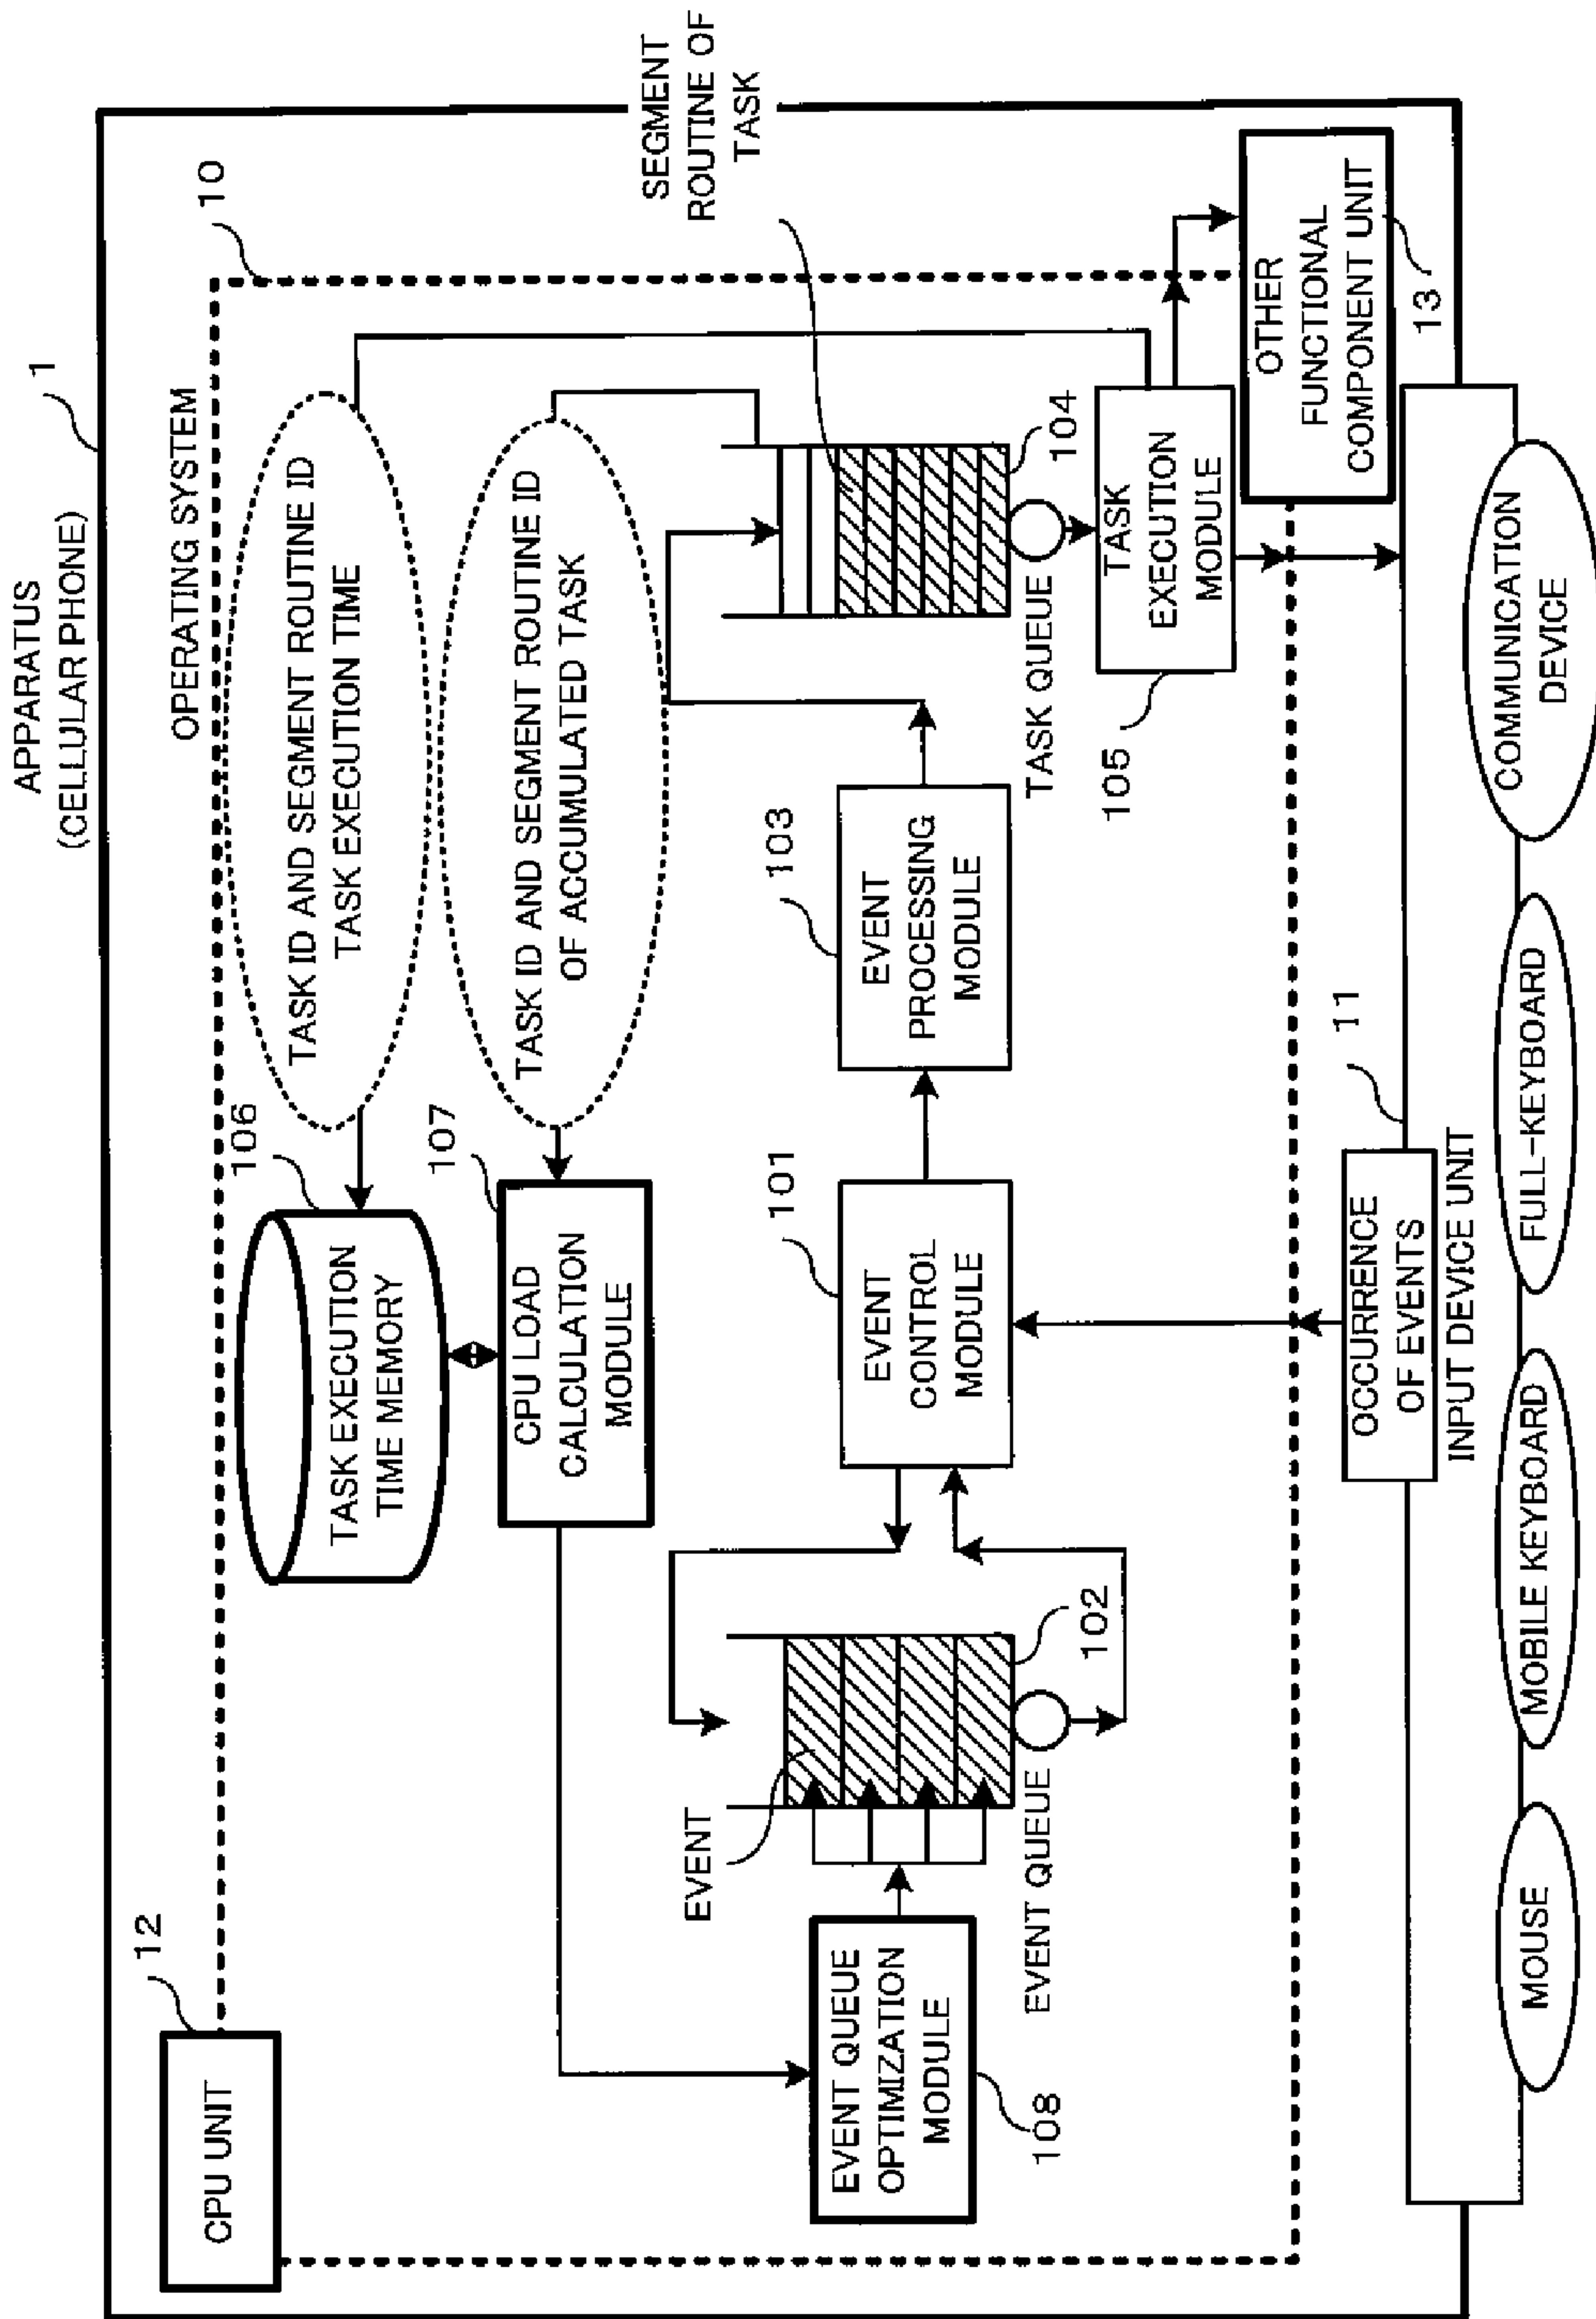 APPARATUS
(CELLULAR PHONE)
1
12
CPU UNIT
OPERATING SYSTEM
10
SEGMENT
ROUTINE OF
TASK
106
TASK EXECUTION
TIME MEMORY
TASK ID AND SEGMENT ROUTINE ID
TASK EXECUTION TIME
107
CPU LOAD
CALCULATION
MODULE
TASK ID AND SEGMENT ROUTINE ID
OF ACCUMULATED TASK
EVENT
EVENT QUEUE
OPTIMIZATION
MODULE
108
102
EVENT QUEUE
101
EVENT
CONTROL
MODULE
103
EVENT
PROCESSING
MODULE
104
TASK QUEUE
105
TASK
EXECUTION
MODULE
OTHER
FUNCTIONAL
COMPONENT UNIT
13
OCCURRENCE
OF EVENTS
11
INPUT DEVICE UNIT
MOUSE
MOBILE KEYBOARD
FULL-KEYBOARD
COMMUNICATION
DEVICE